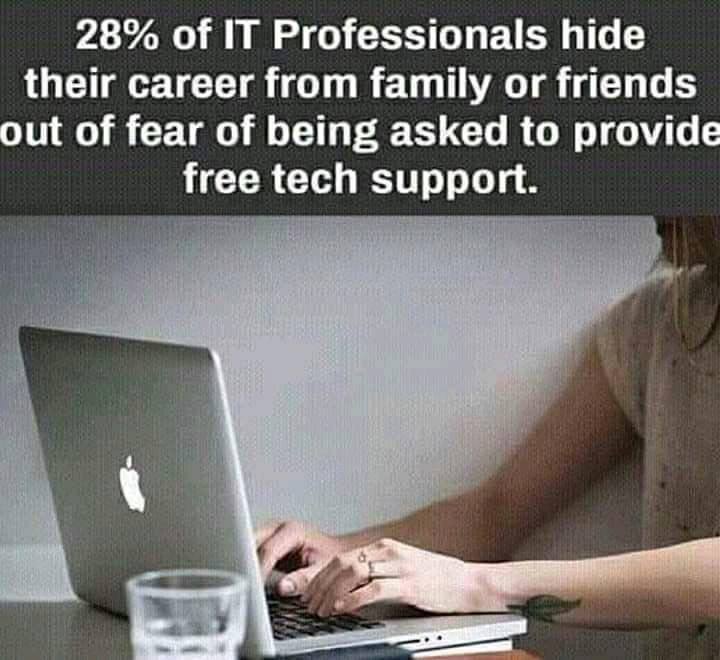 28% of IT Professionals hide
their career from family or friends
out of fear of being asked to provide
free tech support.